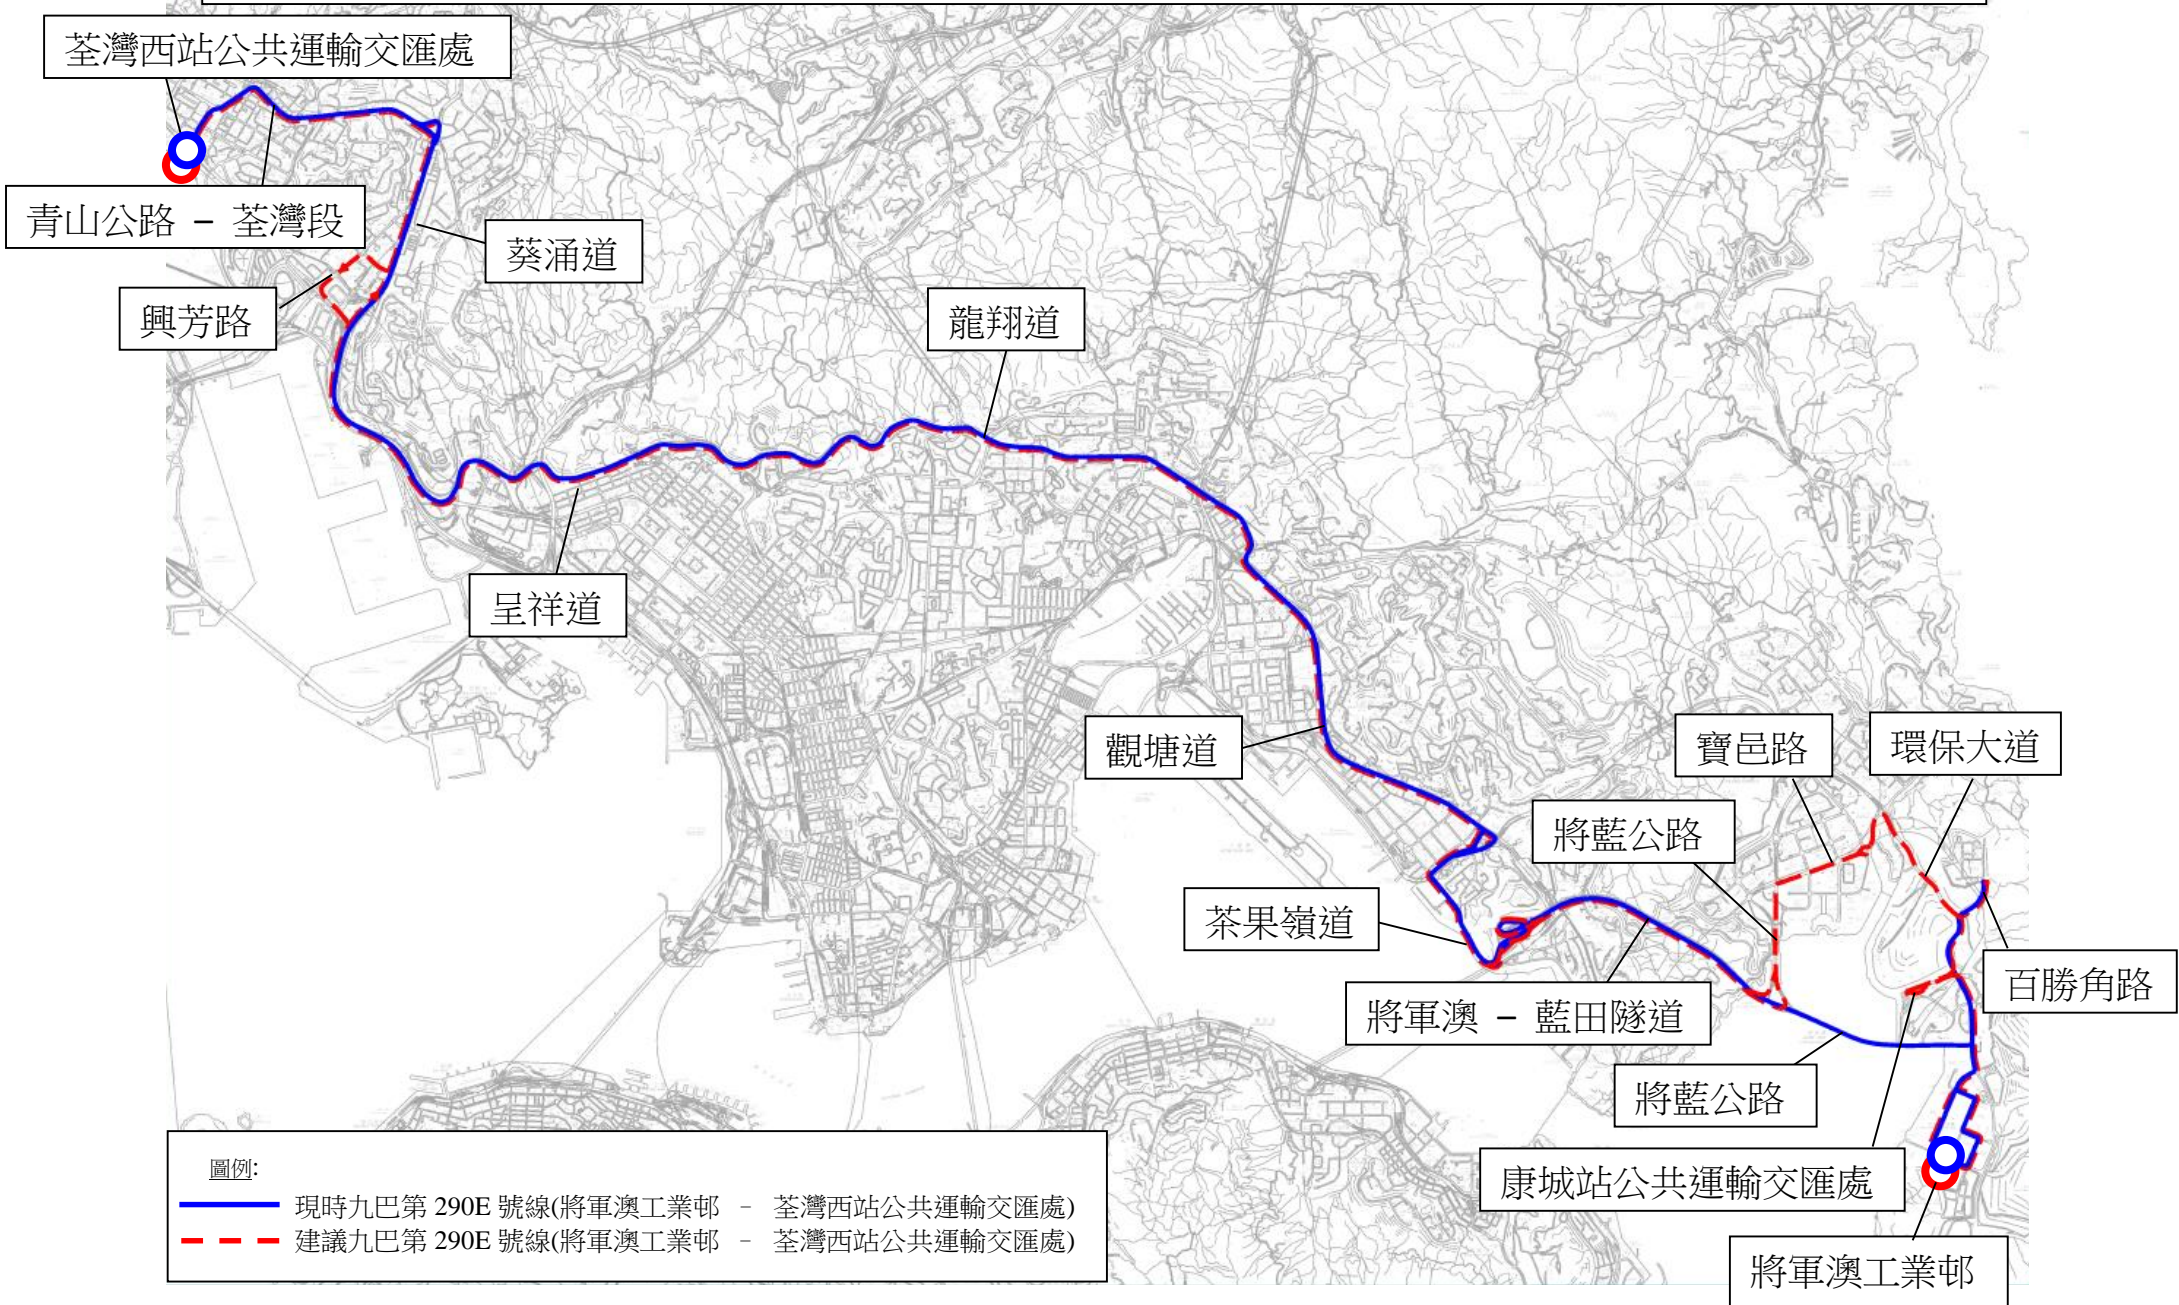 荃灣西站公共運輸交匯處
青山公路 – 荃灣段
葵涌道
興芳路
龍翔道
呈祥道
觀塘道
寶邑路
環保大道
將藍公路
茶果嶺道
百勝角路
將軍澳 – 藍田隧道
將藍公路
康城站公共運輸交匯處
將軍澳工業邨
圖例:
現時九巴第 290E 號線(將軍澳工業邨 - 荃灣西站公共運輸交匯處)
建議九巴第 290E 號線(將軍澳工業邨 - 荃灣西站公共運輸交匯處)